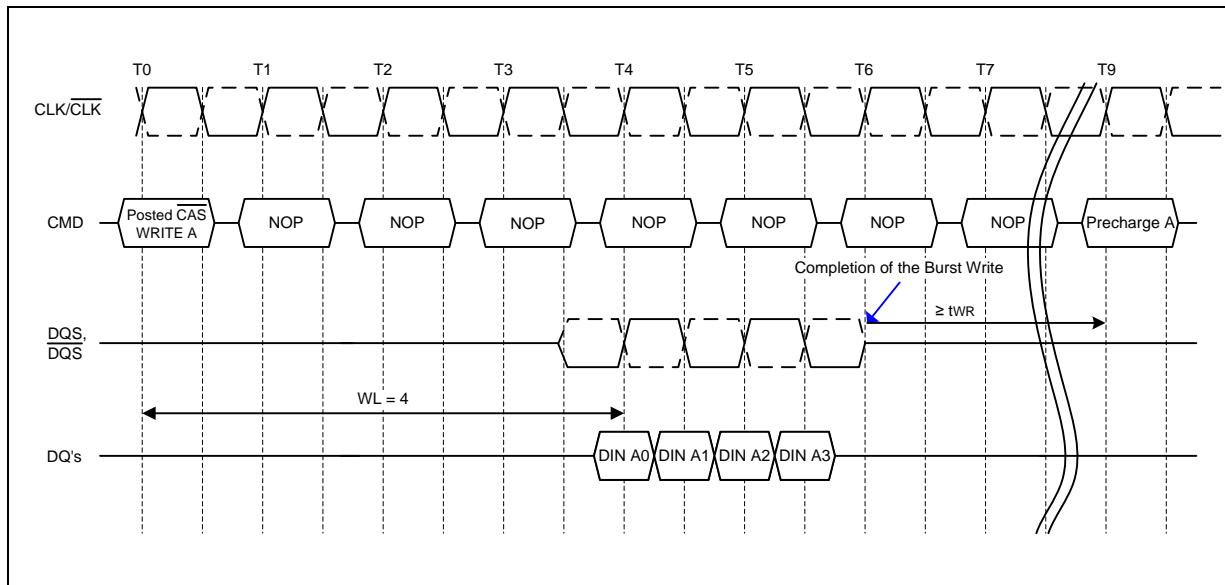 T0 T1 T2 T3 T4 T5 T6 T7 T9
CLK/CLK
CMD
Posted CAS
WRITE A
NOP NOP NOP NOP NOP NOP NOP Precharge A
Completion of the Burst Write
≥ tWR
DQS,
DQS
WL = 4
DQ's
DIN A0 DIN A1 DIN A2 DIN A3